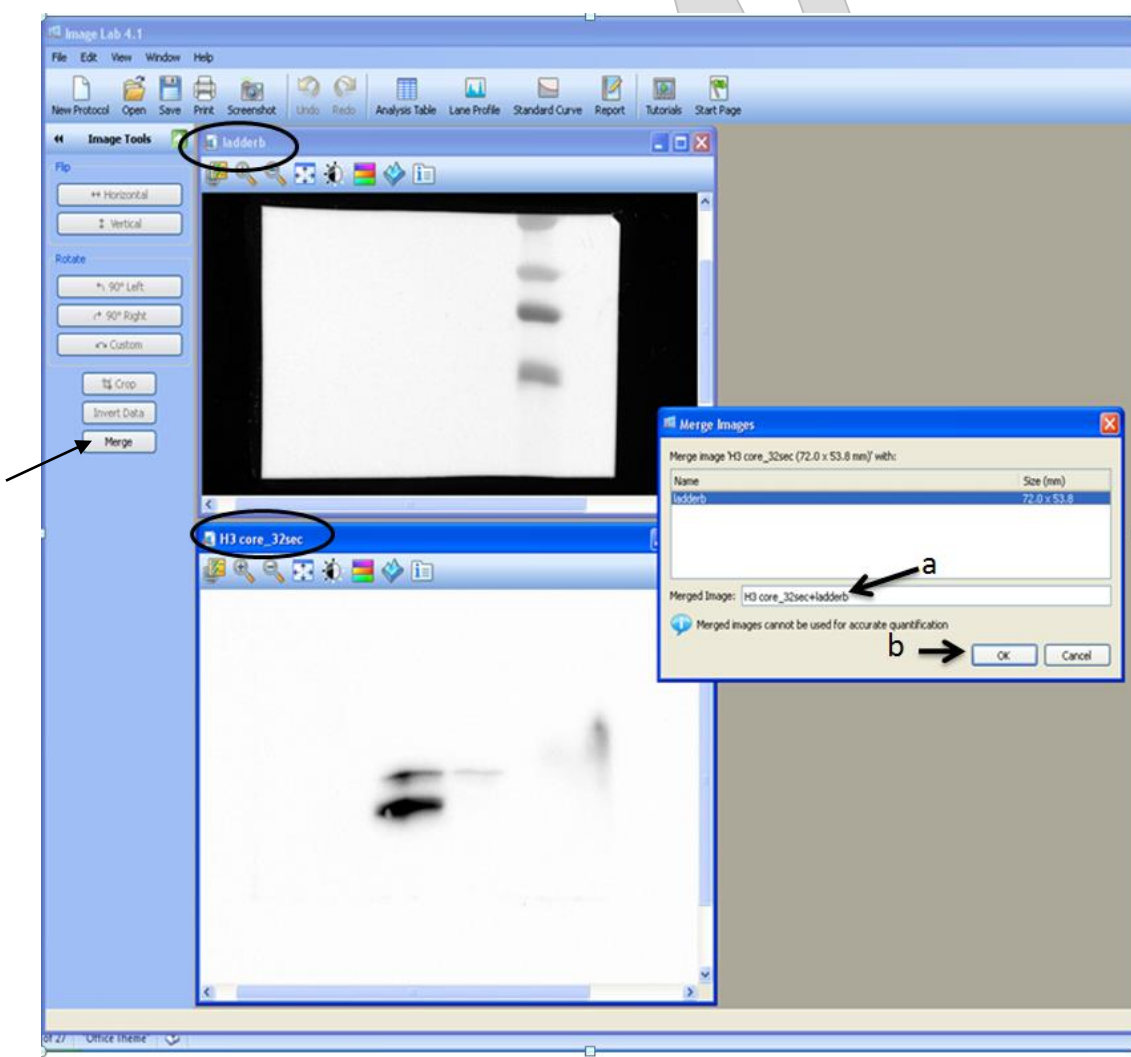 Image Lab 4.1
File Edit View Window Help
New Protocol Open Save Print Screenshot Undo Redo Analysis Table Lane Profile Standard Curve Report Tutorials Start Page
Image Tools
ladderb
Flip
Horizontal
Vertical
Rotate
90° Left
90° Right
Custom
Crop
Invert Data
Merge
Merge Images
Merge image 'H3 core_32sec (72.0 x 53.8 mm)' with:
Name Size (mm)
ladderb 72.0 x 53.8
a
Merged Image: H3 core_32sec+ladderb
Merged images cannot be used for accurate quantification
b
OK Cancel
H3 core_32sec
of 27 "Office Theme"